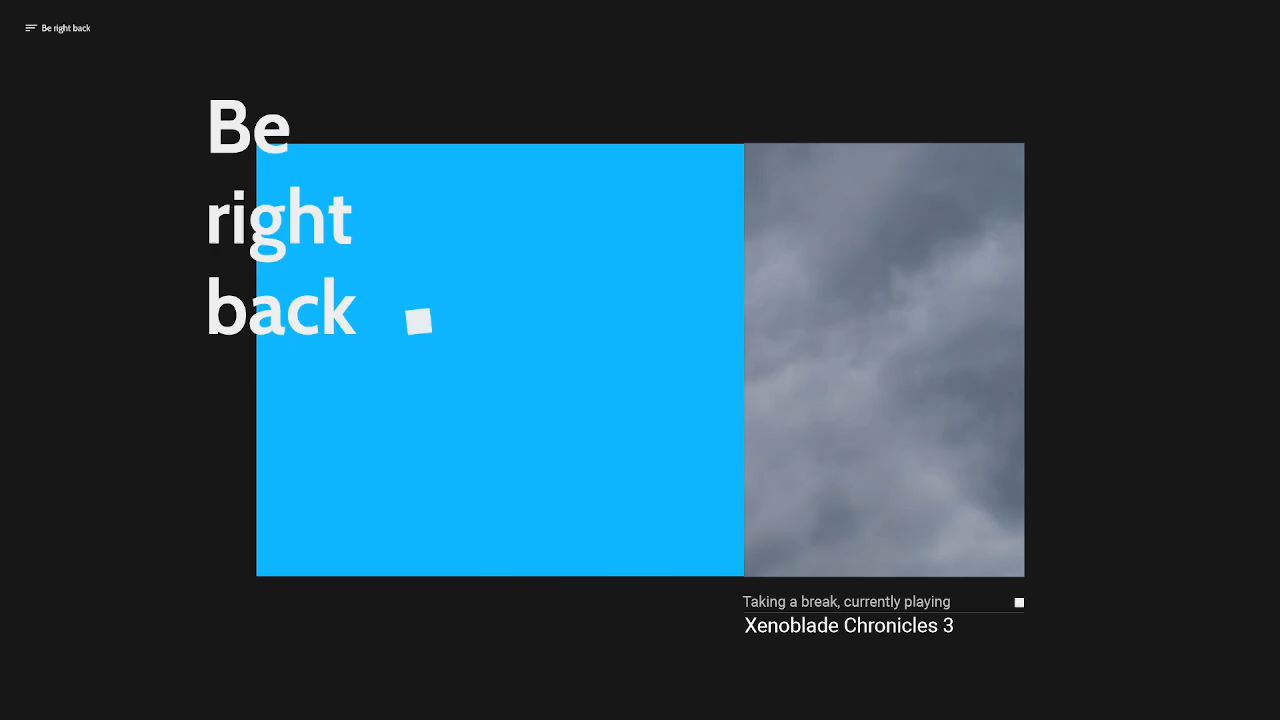 Be right back
Be
right
back
Taking a break, currently playing
Xenoblade Chronicles 3